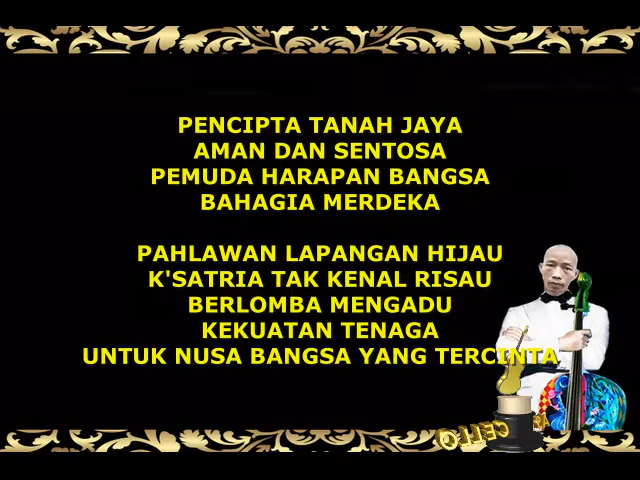 PENCIPTA TANAH JAYA
AMAN DAN SENTOSA
PEMUDA HARAPAN BANGSA
BAHAGIA MERDEKA
PAHLAWAN LAPANGAN HIJAU
K'SATRIA TAK KENAL RISAU
BERLOMBA MENGADU
KEKUATAN TENAGA
UNTUK NUSA BANGSA YANG TERCINTA
CELLO